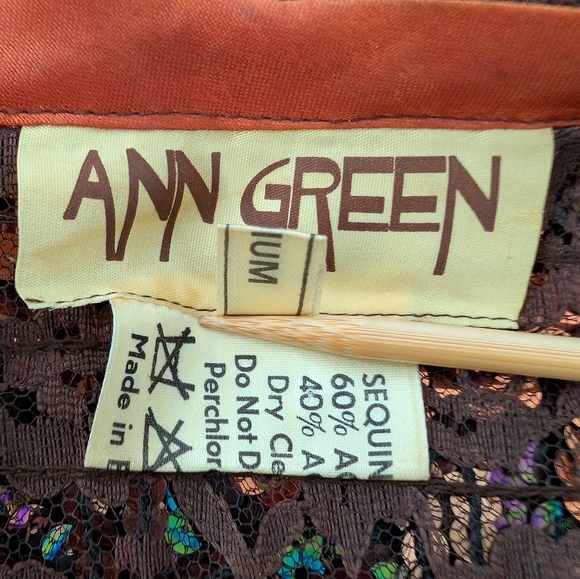 ANN GREEN
IUM
SEQUIN
60% A
40% A
Dry Cle
Do Not D
Perchlor
Made in